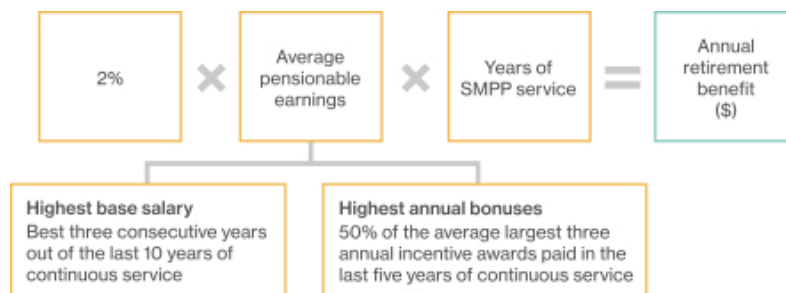 2%
×
Average
pensionable
earnings
×
Years of
SMPP service
=
Annual
retirement
benefit
($)
Highest base salary
Best three consecutive years
out of the last 10 years of
continuous service
Highest annual bonuses
50% of the average largest three
annual incentive awards paid in the
last five years of continuous service